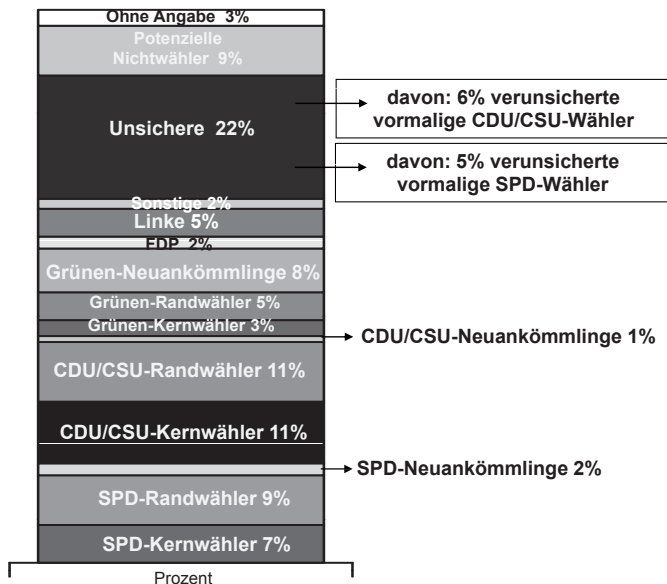 Ohne Angabe 3%
Potenzielle
Nichtwähler 9%
Unsichere 22%
davon: 6% verunsicherte
vormalige CDU/CSU-Wähler
davon: 5% verunsicherte
vormalige SPD-Wähler
Sonstige 2%
Linke 5%
FDP 2%
Grünen-Neuankömmlinge 8%
Grünen-Randwähler 5%
Grünen-Kernwähler 3%
CDU/CSU-Neuankömmlinge 1%
CDU/CSU-Randwähler 11%
CDU/CSU-Kernwähler 11%
SPD-Neuankömmlinge 2%
SPD-Randwähler 9%
SPD-Kernwähler 7%
Prozent